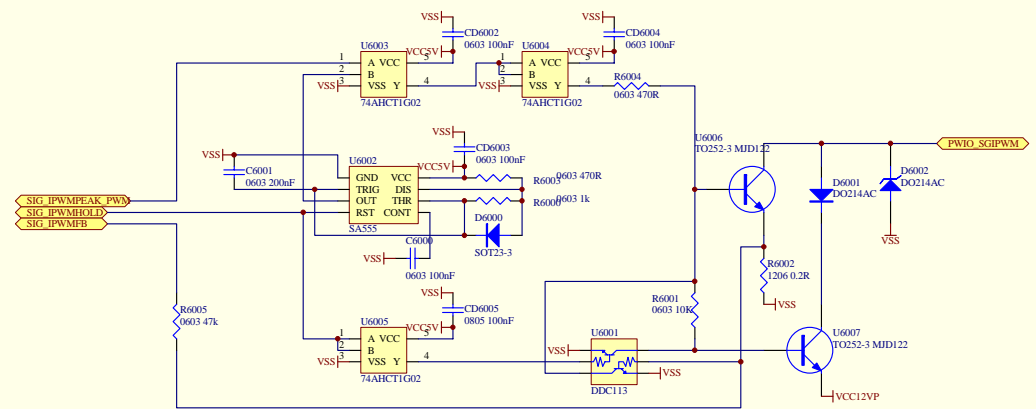 VSS
CD6002
0603 100nF
VSS
CD6004
0603 100nF
U6003
VCC5V
U6004
VCC5V
1
A VCC
5
1
A VCC
5
2
B
2
B
VSS
3
VSS Y
4
VSS
3
VSS Y
4
R6004
0603 470R
74AHCT1G02
74AHCT1G02
VSS
CD6003
0603 100nF
U6006
TO252-3 MJD122
PWIO_SGIPWM
VSS
U6002
VCC5V
C6001
0603 200nF
GND VCC
TRIG DIS
OUT THR
RST CONT
SA555
R6003
0603 470R
R6000
0603 1k
D6001
DO214AC
D6002
DO214AC
VSS
SIG_IPWMPEAK_PWM
SIG_IPWMHOLD
SIG_IPWMFB
D6000
SOT23-3
VSS
C6000
0603 100nF
R6002
1206 0.2R
VSS
VSS
CD6005
0805 100nF
R6005
0603 47k
U6005
VCC5V
1
A VCC
5
2
B
VSS
3
VSS Y
4
74AHCT1G02
R6001
0603 10K
U6001
VSS
VSS
DDC113
U6007
TO252-3 MJD122
VCC12VP